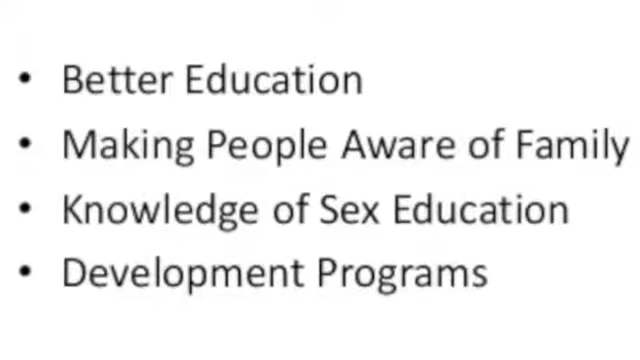 • Better Education
• Making People Aware of Family
• Knowledge of Sex Education
• Development Programs